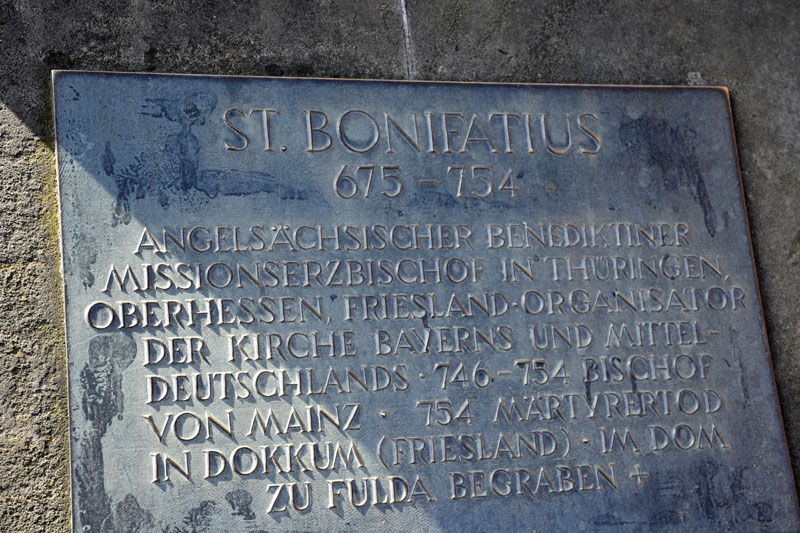 ST. BONIFATIUS
675 - 754
ANGELSÄCHSISCHER BENEDIKTINER
MISSIONSERZBISCHOF IN THÜRINGEN,
OBERHESSEN, FRIESLAND·ORGANISATOR
DER KIRCHE BAYERNS UND MITTEL-
DEUTSCHLANDS · 746 - 754 BISCHOF
VON MAINZ · 754 MÄRTYRERTOD
IN DOKKUM (FRIESLAND) · IM DOM
ZU FULDA BEGRABEN +